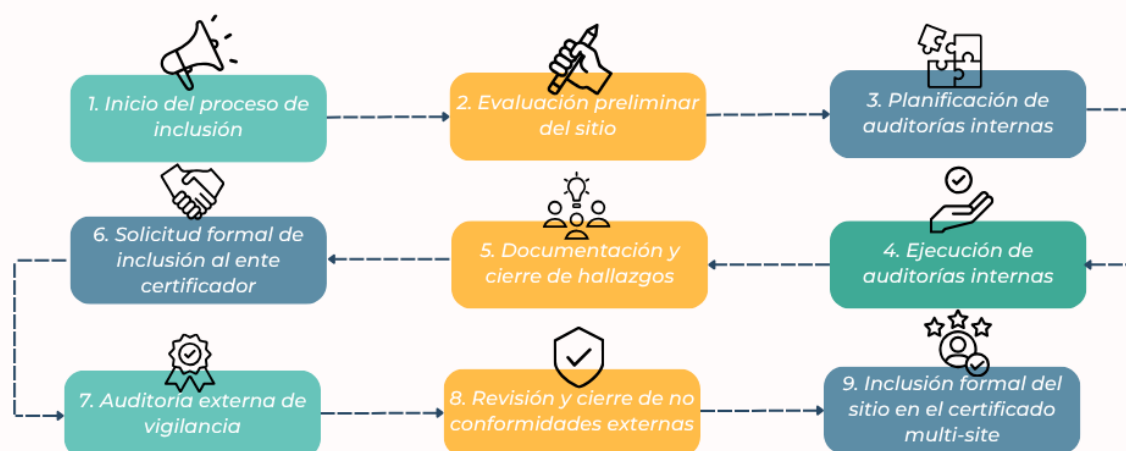 1. Inicio del proceso de
inclusión
2. Evaluación preliminar
del sitio
3. Planificación de
auditorías internas
4. Ejecución de
auditorías internas
5. Documentación y
cierre de hallazgos
6. Solicitud formal de
inclusión al ente
certificador
7. Auditoría externa de
vigilancia
8. Revisión y cierre de no
conformidades externas
9. Inclusión formal del
sitio en el certificado
multi-site